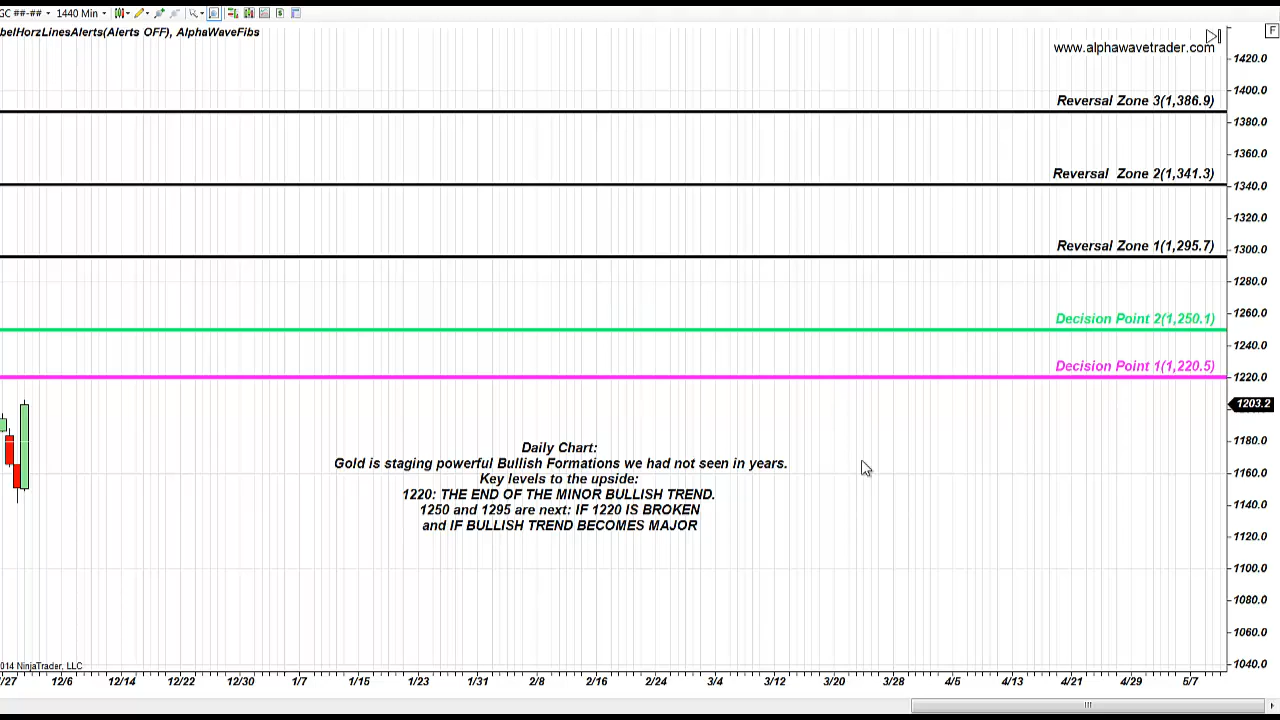 GC ##-## 1440 Min
belHorzLinesAlerts(Alerts OFF), AlphaWaveFibs
F
www.alphawavetrader.com
1420.0
1400.0
Reversal Zone 3(1,386.9)
1380.0
1360.0
Reversal Zone 2(1,341.3)
1340.0
1320.0
Reversal Zone 1(1,295.7)
1300.0
1280.0
Decision Point 2(1,250.1)
1260.0
1240.0
Decision Point 1(1,220.5)
1220.0
1203.2
1180.0
1160.0
1140.0
1120.0
1100.0
1080.0
1060.0
1040.0
Daily Chart:
Gold is staging powerful Bullish Formations we had not seen in years.
Key levels to the upside:
1220: THE END OF THE MINOR BULLISH TREND.
1250 and 1295 are next: IF 1220 IS BROKEN
and IF BULLISH TREND BECOMES MAJOR
014 NinjaTrader, LLC
/27 12/6 12/14 12/22 12/30 1/7 1/15 1/23 1/31 2/8 2/16 2/24 3/4 3/12 3/20 3/28 4/5 4/13 4/21 4/29 5/7